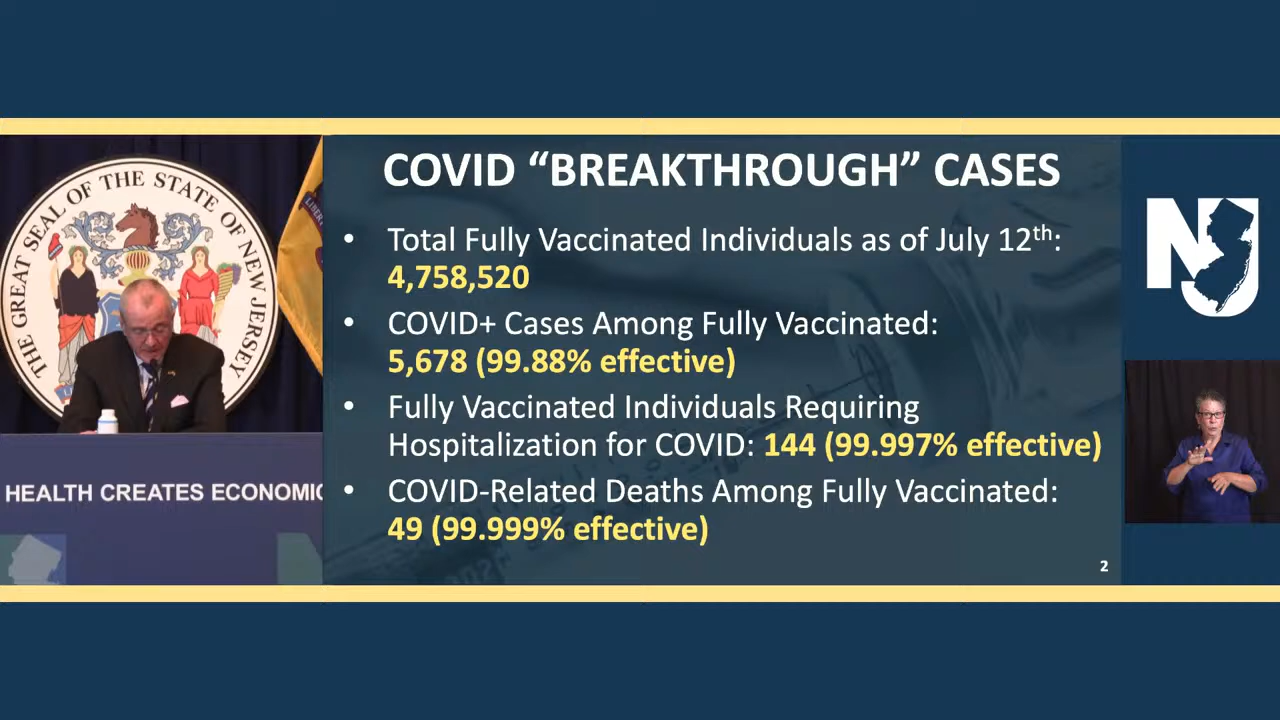 COVID “BREAKTHROUGH” CASES
• Total Fully Vaccinated Individuals as of July 12th:
4,758,520
• COVID+ Cases Among Fully Vaccinated:
5,678 (99.88% effective)
• Fully Vaccinated Individuals Requiring
Hospitalization for COVID: 144 (99.997% effective)
• COVID-Related Deaths Among Fully Vaccinated:
49 (99.999% effective)
2
THE GREAT SEAL OF THE STATE OF NEW JERSEY
HEALTH CREATES ECONOMIC
NJ